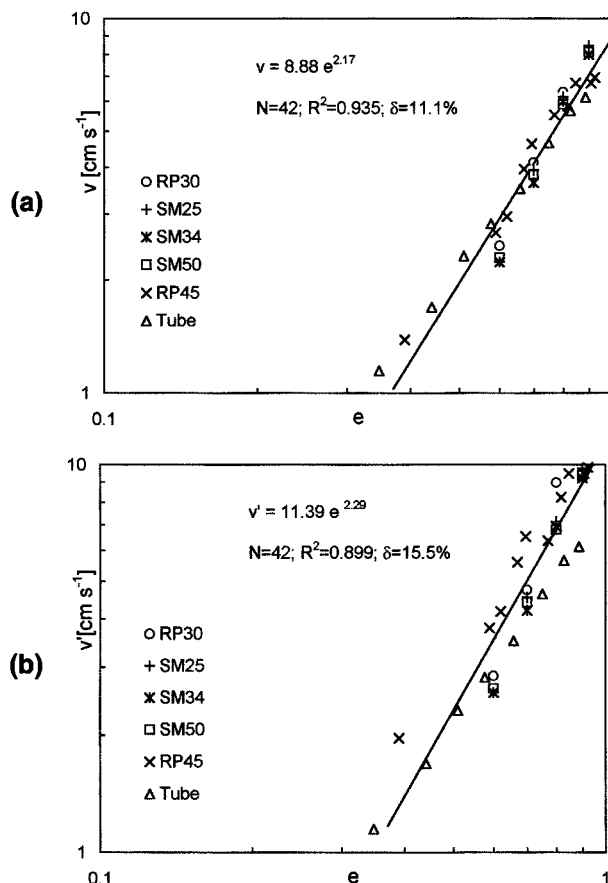 (a)
10
v = 8.88 e^2.17
N=42; R²=0.935; δ=11.1%
v [cm s⁻¹]
RP30
SM25
SM34
SM50
RP45
Tube
1
0.1
e
(b)
10
v' = 11.39 e^2.29
N=42; R²=0.899; δ=15.5%
v'[cm s⁻¹]
RP30
SM25
SM34
SM50
RP45
Tube
1
0.1
e
1